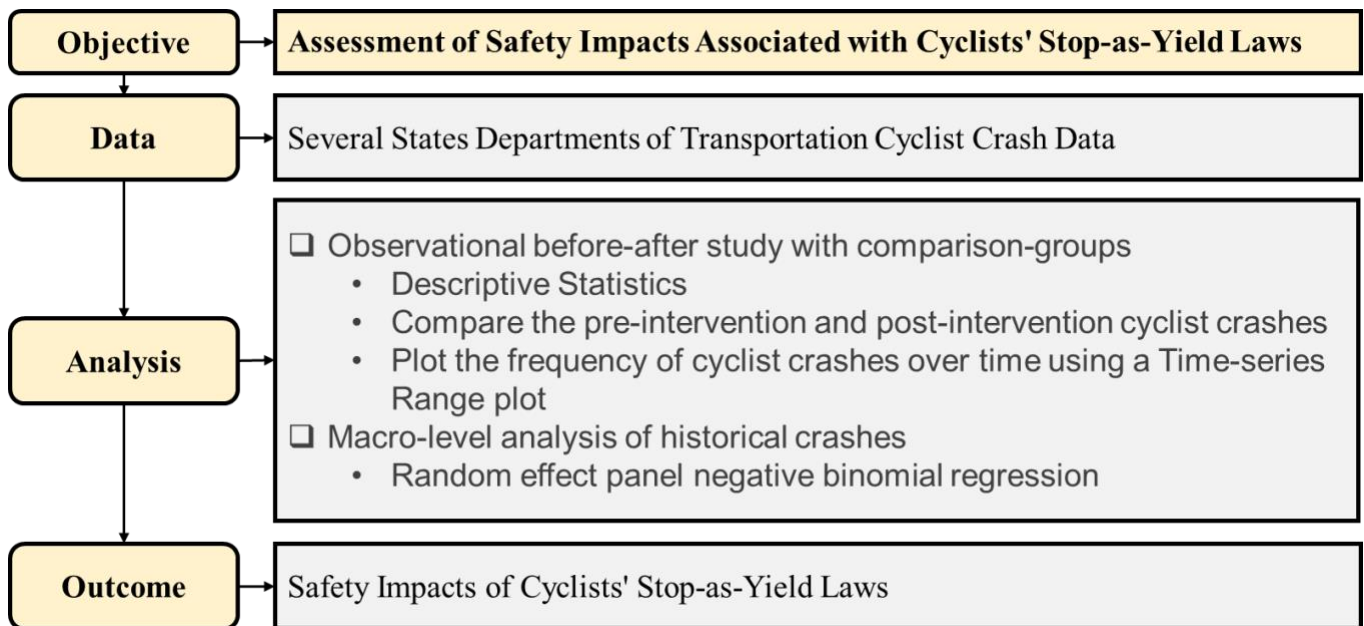 Objective
Assessment of Safety Impacts Associated with Cyclists' Stop-as-Yield Laws
Data
Several States Departments of Transportation Cyclist Crash Data
Analysis
❑ Observational before-after study with comparison-groups
• Descriptive Statistics
• Compare the pre-intervention and post-intervention cyclist crashes
• Plot the frequency of cyclist crashes over time using a Time-series
Range plot
❑ Macro-level analysis of historical crashes
• Random effect panel negative binomial regression
Outcome
Safety Impacts of Cyclists' Stop-as-Yield Laws